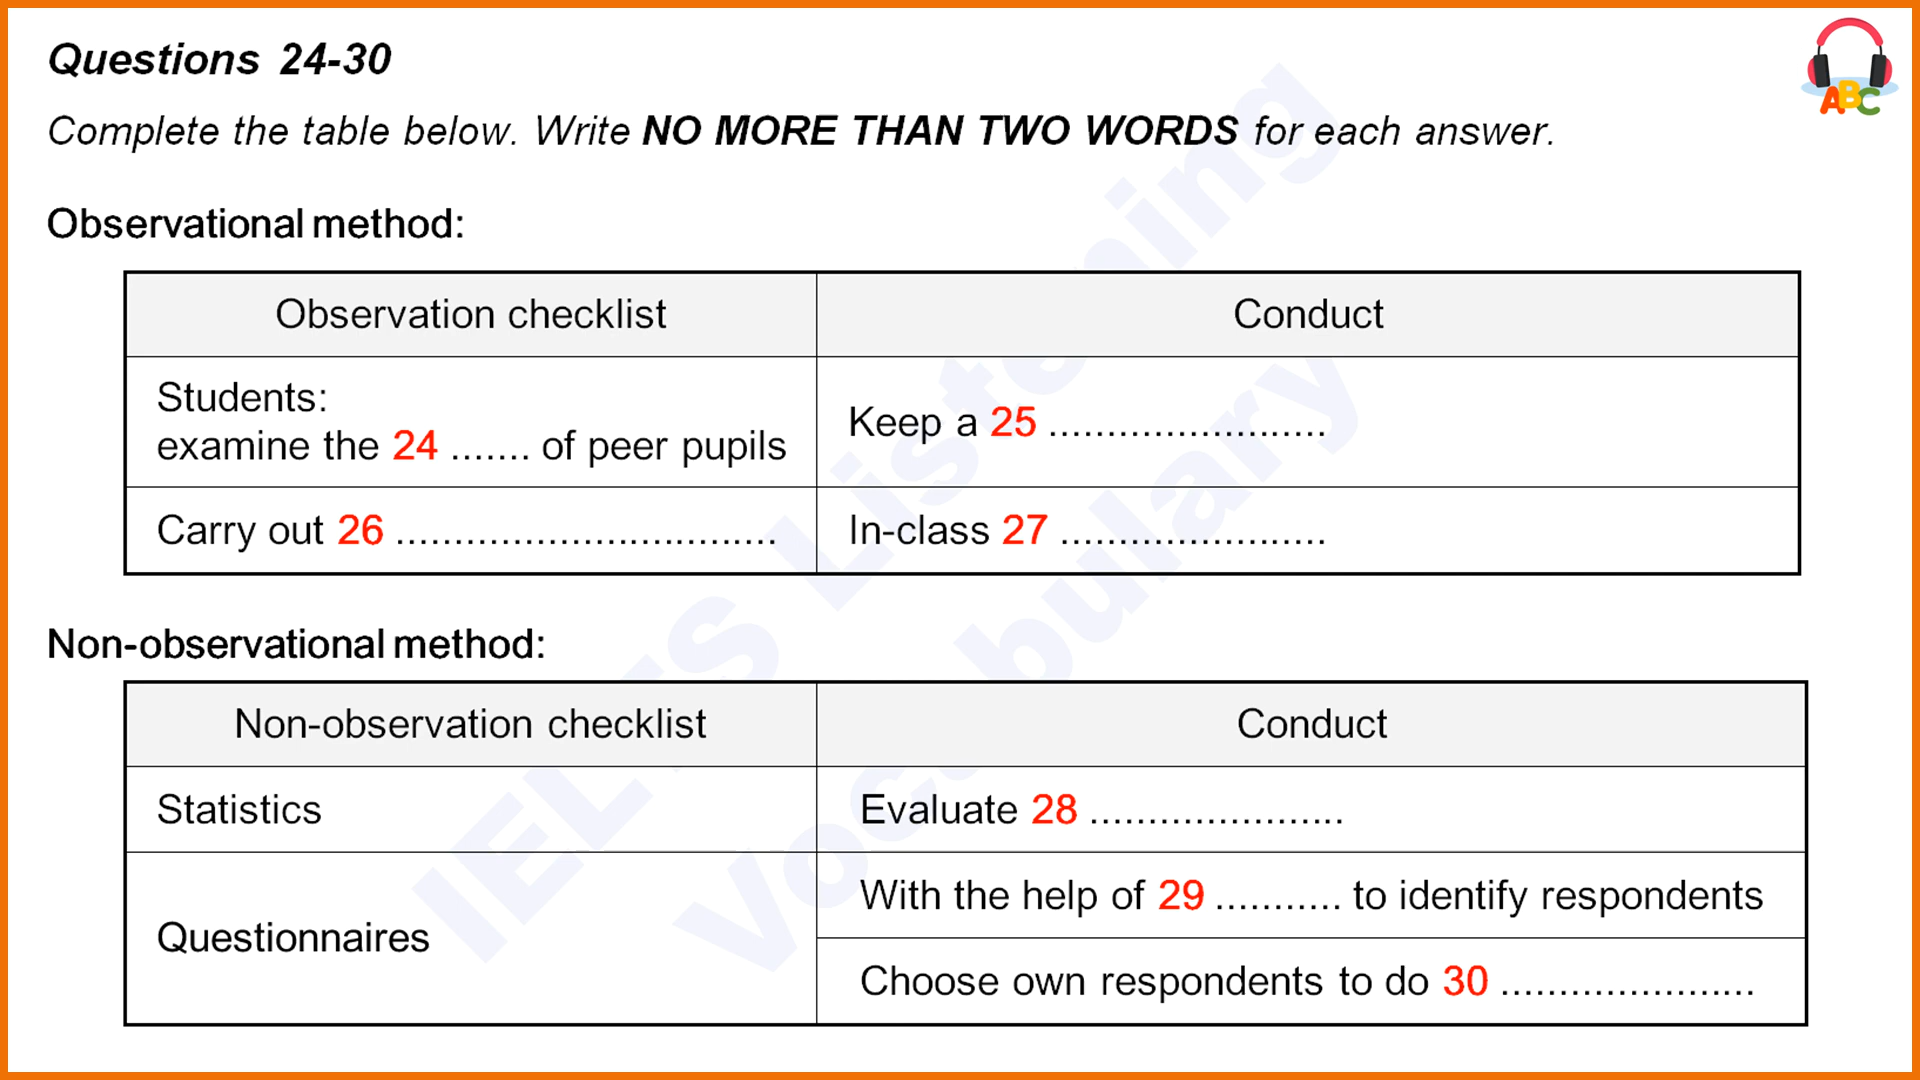 Questions 24-30
Complete the table below. Write NO MORE THAN TWO WORDS for each answer.
Observational method:
Observation checklist
Conduct
Students:
examine the 24 ....... of peer pupils
Keep a 25 ........................
Carry out 26 .................................
In-class 27 .......................
Non-observational method:
Non-observation checklist
Conduct
Statistics
Evaluate 28 ......................
Questionnaires
With the help of 29 ........... to identify respondents
Choose own respondents to do 30 ......................
IELTS Listening
Vocabulary
ABC